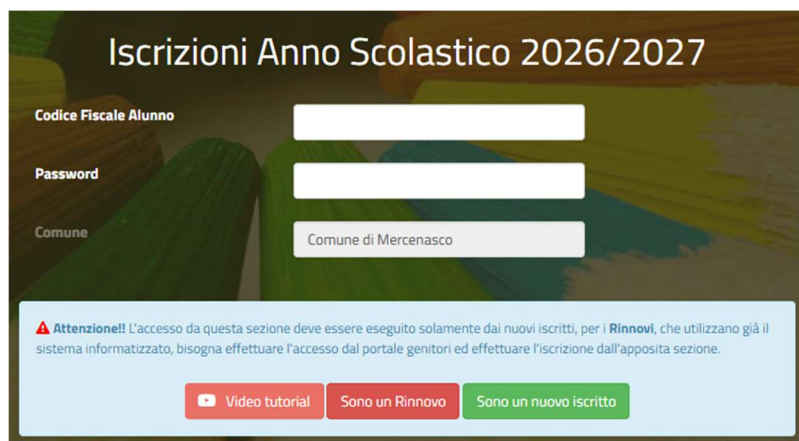 Iscrizioni Anno Scolastico 2026/2027
Codice Fiscale Alunno
Password
Comune
Comune di Mercenasco
Attenzione!! L'accesso da questa sezione deve essere eseguito solamente dai nuovi iscritti, per i Rinnovi, che utilizzano già il
sistema informatizzato, bisogna effettuare l'accesso dal portale genitori ed effettuare l'iscrizione dall'apposita sezione.
Video tutorial
Sono un Rinnovo
Sono un nuovo iscritto